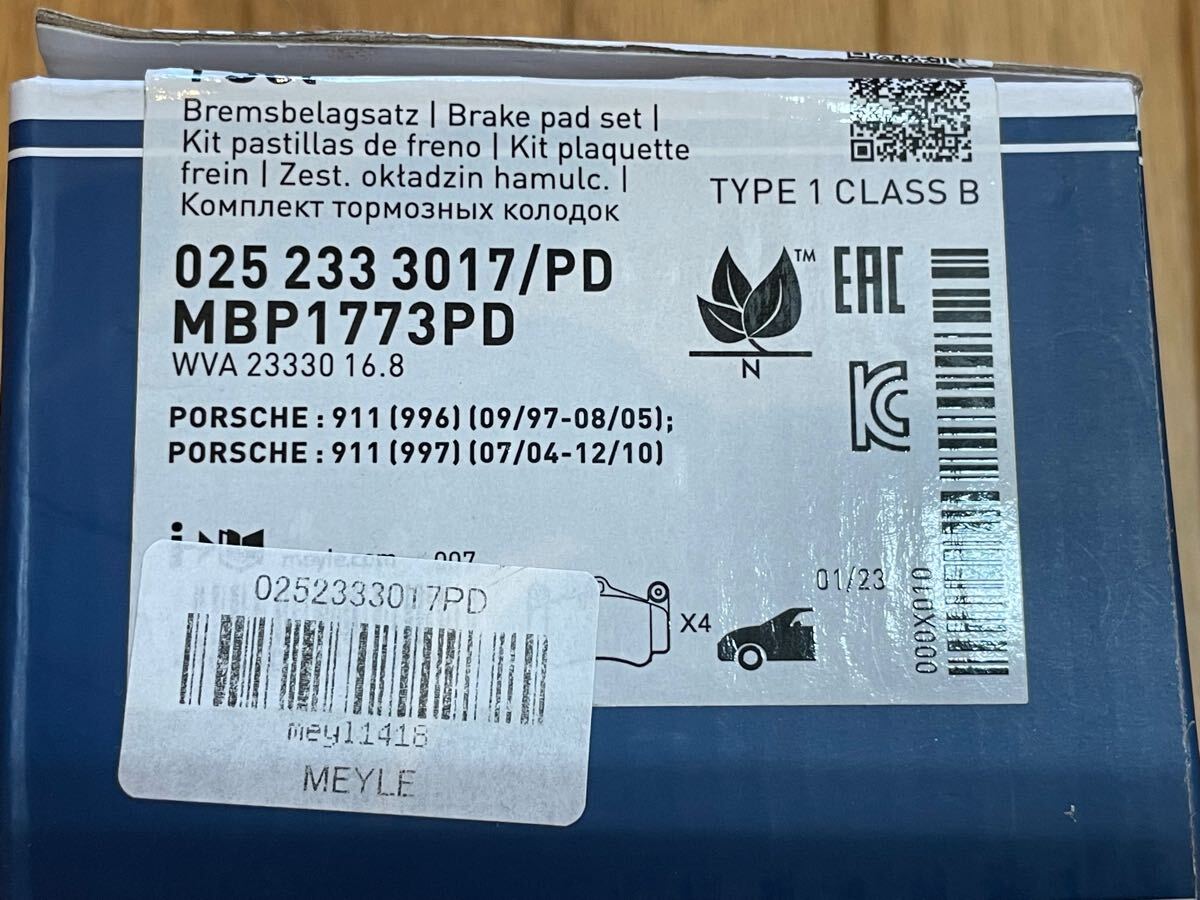 Bremsbelagsatz | Brake pad set |
Kit pastillas de freno | Kit plaquette
frein | Zest. okładzin hamulc. |
Комплект тормозных колодок
TYPE 1 CLASS B
025 233 3017/PD
MBP1773PD
WVA 23330 16.8
™
EAC
N
KC
PORSCHE : 911 (996) (09/97-08/05);
PORSCHE : 911 (997) (07/04-12/10)
01/23
X4
000X010
0252333017PD
meyl1418
MEYLE